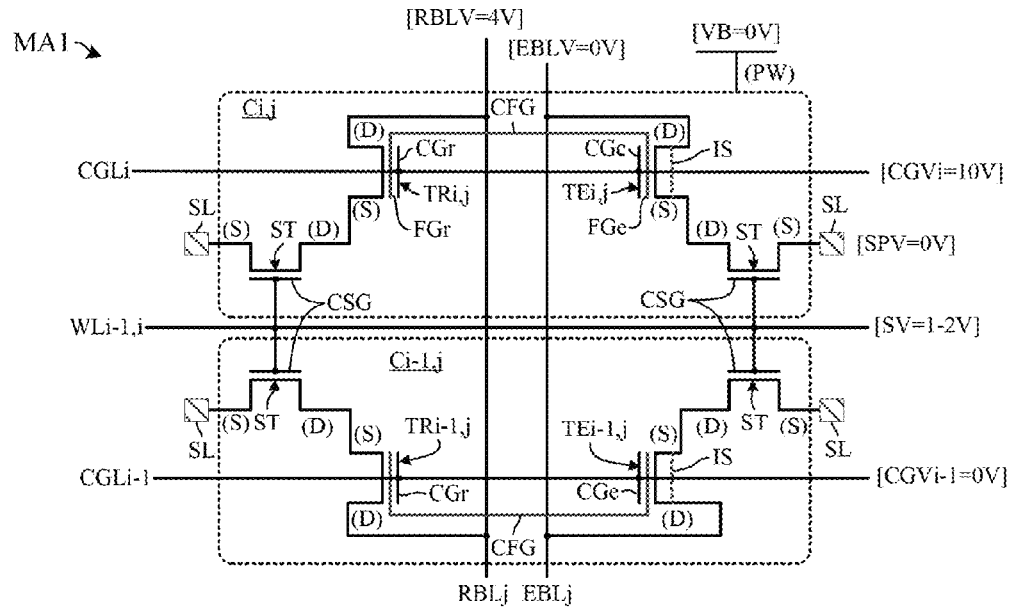 MA1
[RBLV=4V]
[EBLV=0V]
[VB=0V]
(PW)
Ci,j
CFG
(D)
(D)
CGr
CGe
IS
CGLi
TRi,j
TEi,j
[CGVi=10V]
(S)
(S)
SL
FGr
FGe
SL
(S)
ST
(D)
(D)
ST
(S)
[SPV=0V]
CSG
CSG
WLi-1,i
[SV=1-2V]
Ci-1,j
(S)
ST
(D)
(D)
ST
(S)
SL
SL
(S)
TRi-1,j
TEi-1,j
(S)
IS
CGLi-1
CGr
CGe
[CGVi-1=0V]
(D)
(D)
CFG
RBLj
EBLj